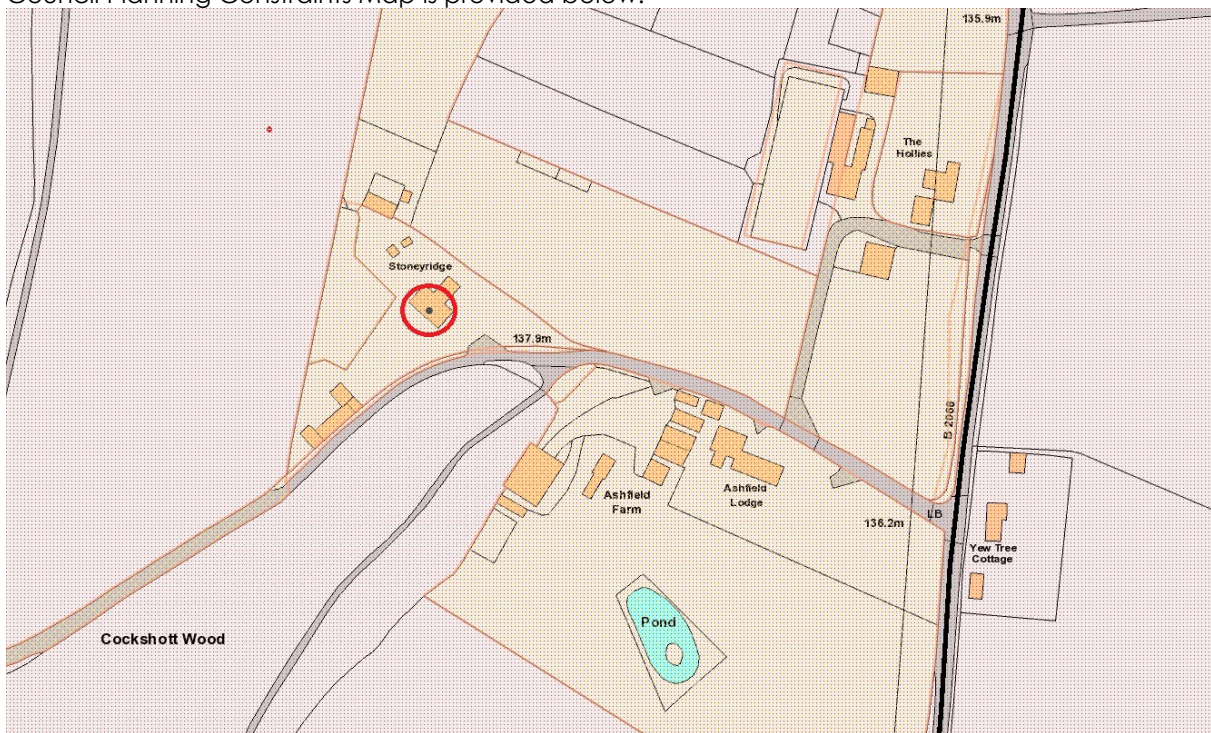 Council Planning Constraints Map is provided below.
135.9m
The
Hollies
Stoneyridge
137.9m
B 2068
Ashfield
Farm
Ashfield
Lodge
136.2m
LB
Yew Tree
Cottage
Pond
Cockshott Wood